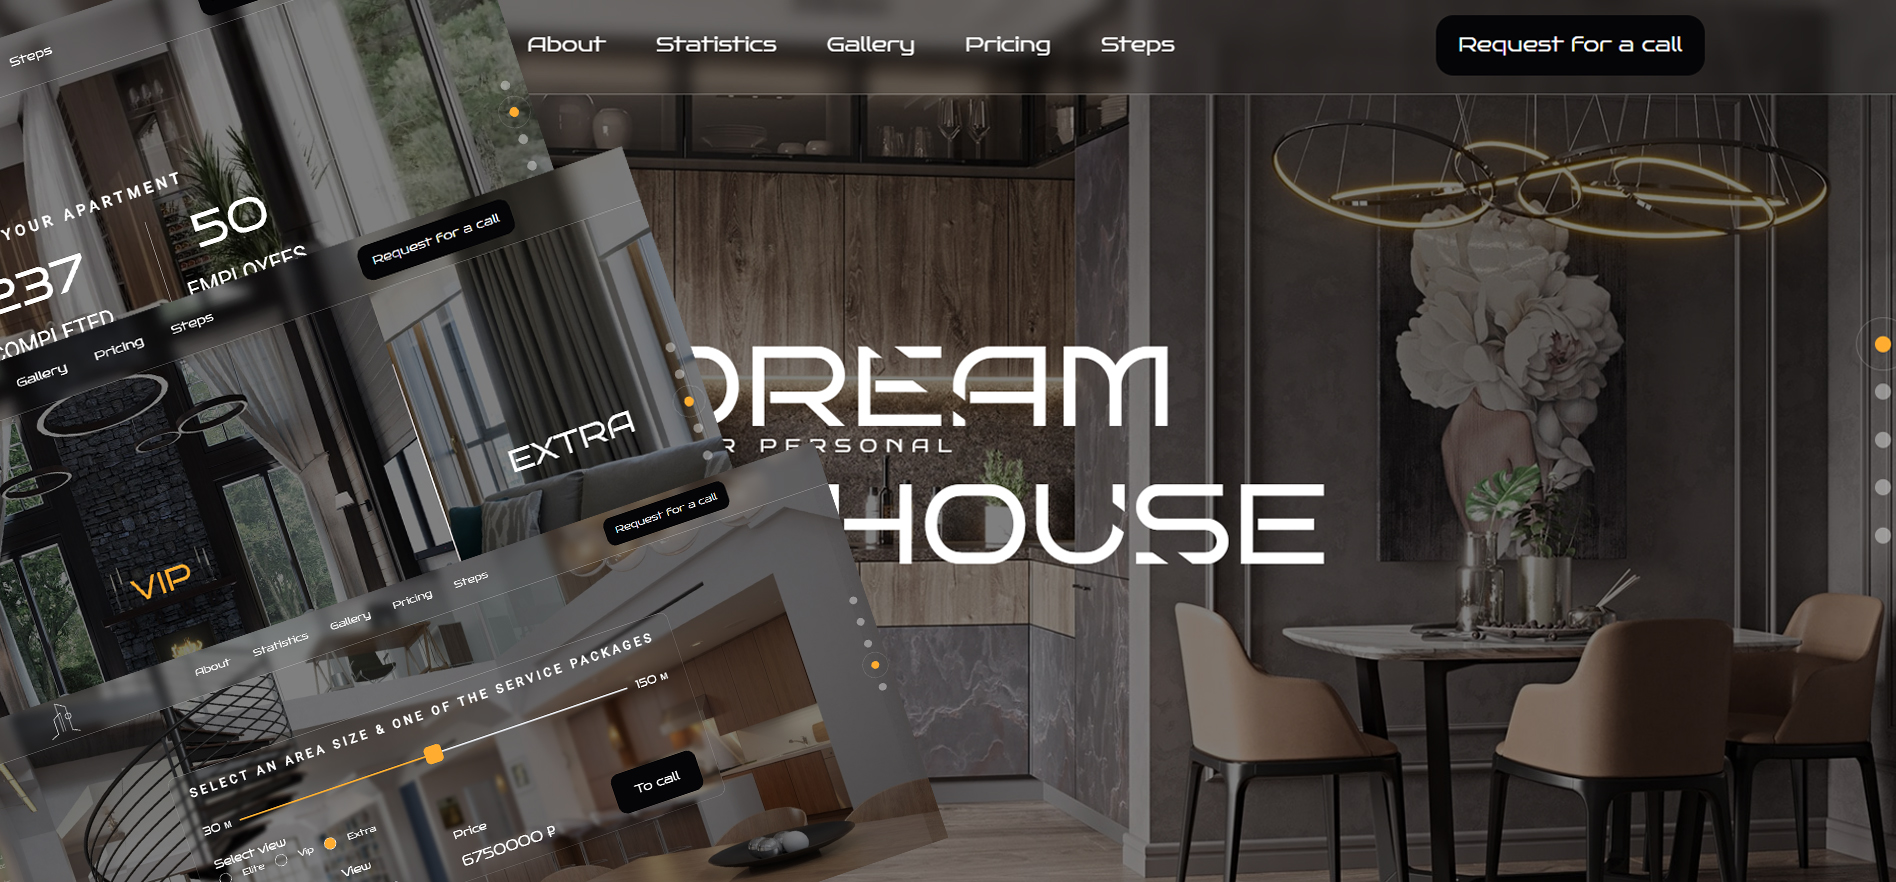 About Statistics Gallery Pricing Steps Request for a call
DREAM
PERSONAL
HOUSE
Steps
YOUR APARTMENT
237
50
COMPLETED
EMPLOYEES
Gallery Pricing Steps Request for a call
VIP
EXTRA
About Statistics Gallery Pricing Steps Request for a call
SELECT AN AREA SIZE & ONE OF THE SERVICE PACKAGES
30 м
150 м
Select view
Elite Vip Extra
View
Price
6750000 ₽
To call